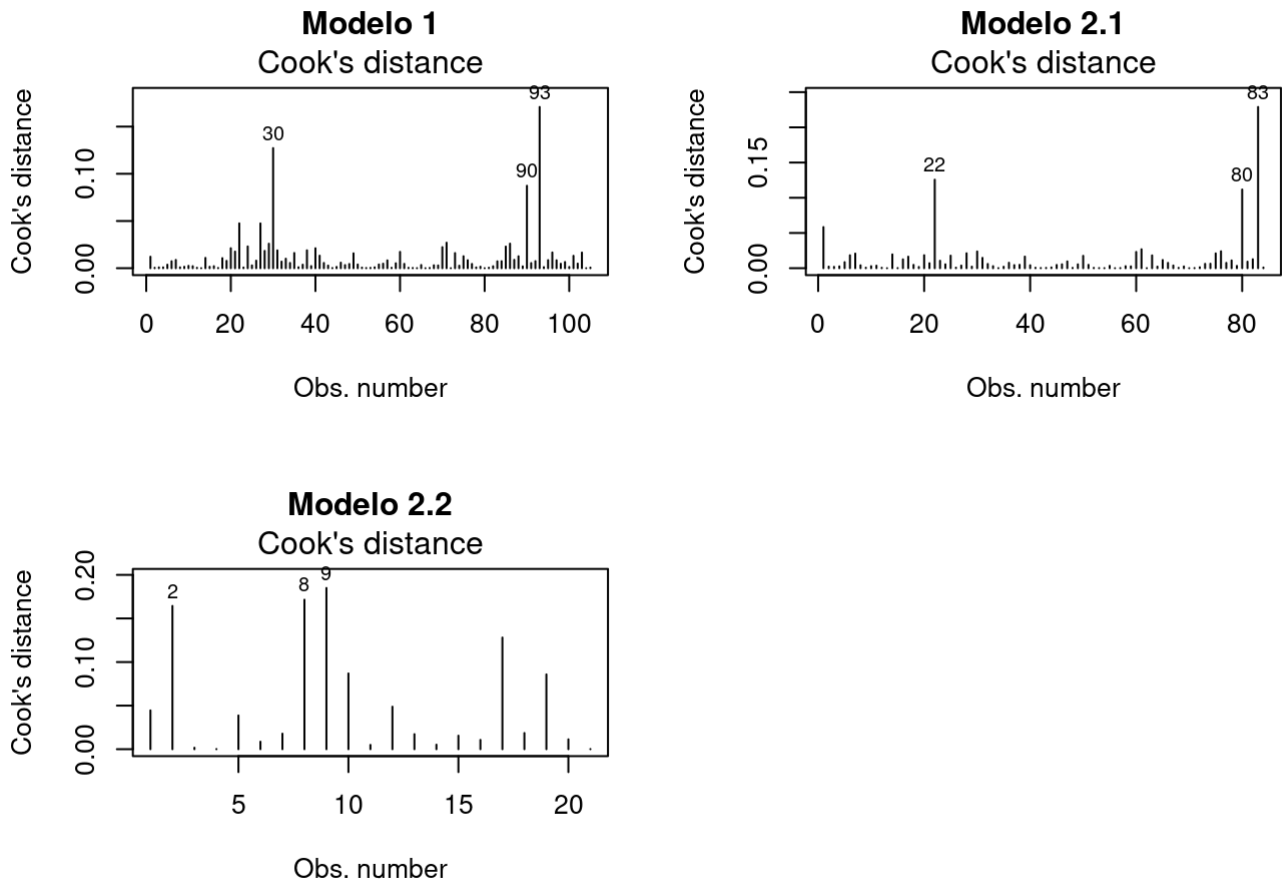 Modelo 1
Cook's distance
Cook's distance
0.00 0.10
30
90
93
0 20 40 60 80 100
Obs. number
Modelo 2.1
Cook's distance
Cook's distance
0.00 0.15
22
80
83
0 20 40 60 80
Obs. number
Modelo 2.2
Cook's distance
Cook's distance
0.00 0.10 0.20
2
8
9
5 10 15 20
Obs. number